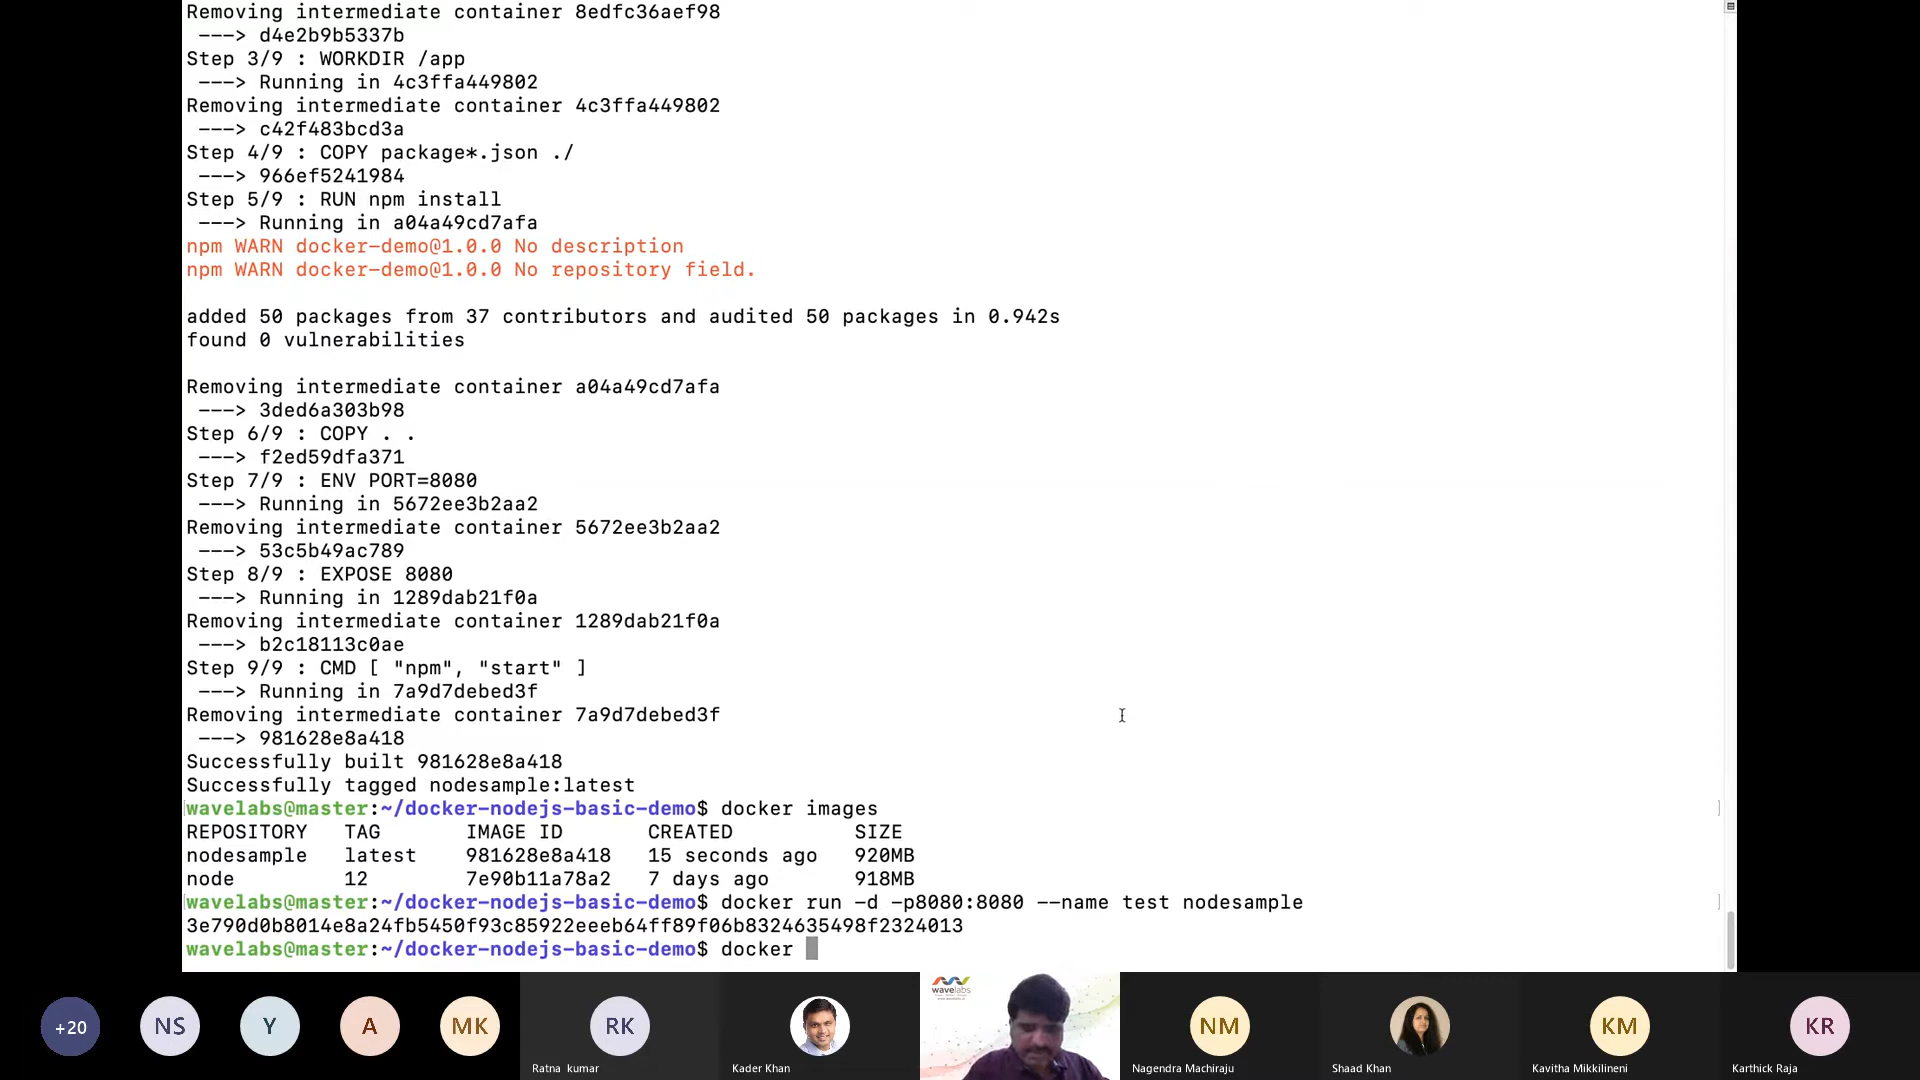 Removing intermediate container 8edfc36aef98
---> d4e2b9b5337b
Step 3/9 : WORKDIR /app
---> Running in 4c3ffa449802
Removing intermediate container 4c3ffa449802
---> c42f483bcd3a
Step 4/9 : COPY package*.json ./
---> 966ef5241984
Step 5/9 : RUN npm install
---> Running in a04a49cd7afa
npm WARN docker-demo@1.0.0 No description
npm WARN docker-demo@1.0.0 No repository field.
added 50 packages from 37 contributors and audited 50 packages in 0.942s
found 0 vulnerabilities
Removing intermediate container a04a49cd7afa
---> 3ded6a303b98
Step 6/9 : COPY . .
---> f2ed59dfa371
Step 7/9 : ENV PORT=8080
---> Running in 5672ee3b2aa2
Removing intermediate container 5672ee3b2aa2
---> 53c5b49ac789
Step 8/9 : EXPOSE 8080
---> Running in 1289dab21f0a
Removing intermediate container 1289dab21f0a
---> b2c18113c0ae
Step 9/9 : CMD [ "npm", "start" ]
---> Running in 7a9d7debed3f
Removing intermediate container 7a9d7debed3f
---> 981628e8a418
Successfully built 981628e8a418
Successfully tagged nodesample:latest
wavelabs@master:~/docker-nodejs-basic-demo$ docker images
REPOSITORY TAG IMAGE ID CREATED SIZE
nodesample latest 981628e8a418 15 seconds ago 920MB
node 12 7e90b11a78a2 7 days ago 918MB
wavelabs@master:~/docker-nodejs-basic-demo$ docker run -d -p8080:8080 --name test nodesample
3e790d0b8014e8a24fb5450f93c85922eeeb64ff89f06b8324635498f2324013
wavelabs@master:~/docker-nodejs-basic-demo$ docker
wavelabs
+20 NS Y A MK RK NM KM KR
Ratna kumar Kader Khan Nagendra Machiraju Shaad Khan Kavitha Mikkilineni Karthick Raja